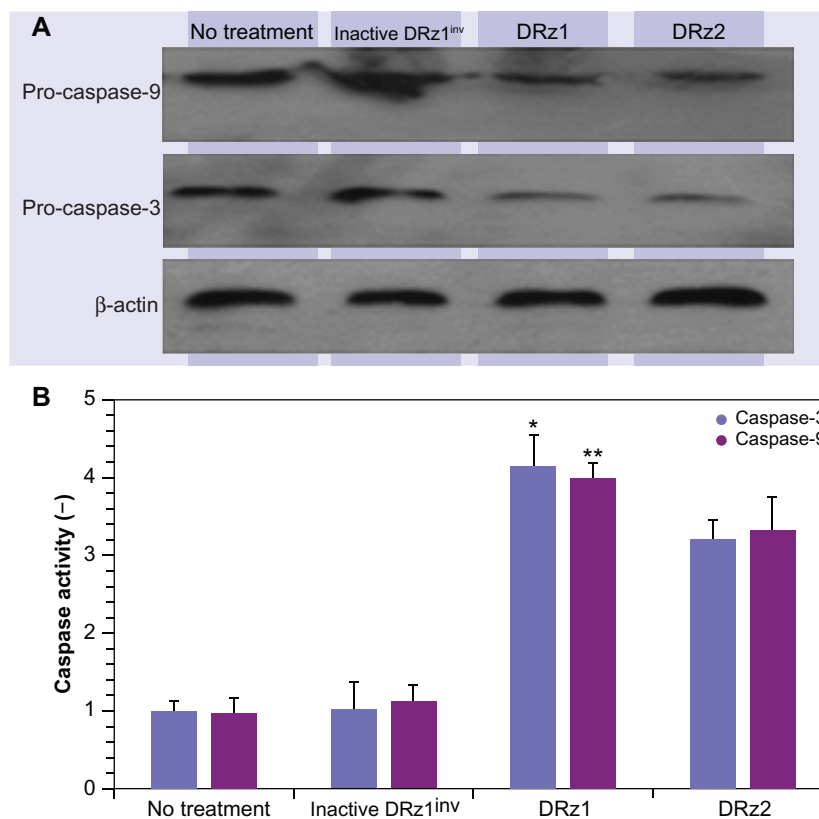 A
No treatment Inactive DRz1inv DRz1 DRz2
Pro-caspase-9
Pro-caspase-3
β-actin
B
Caspase activity (–)
5
4
3
2
1
0
* **
Caspase-3
Caspase-9
No treatment Inactive DRz1inv DRz1 DRz2